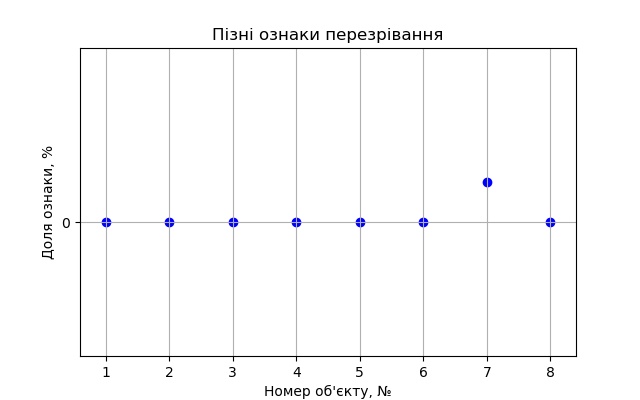 Пізні ознаки перезрівання
Доля ознаки, %
0
1 2 3 4 5 6 7 8
Номер об'єкту, №